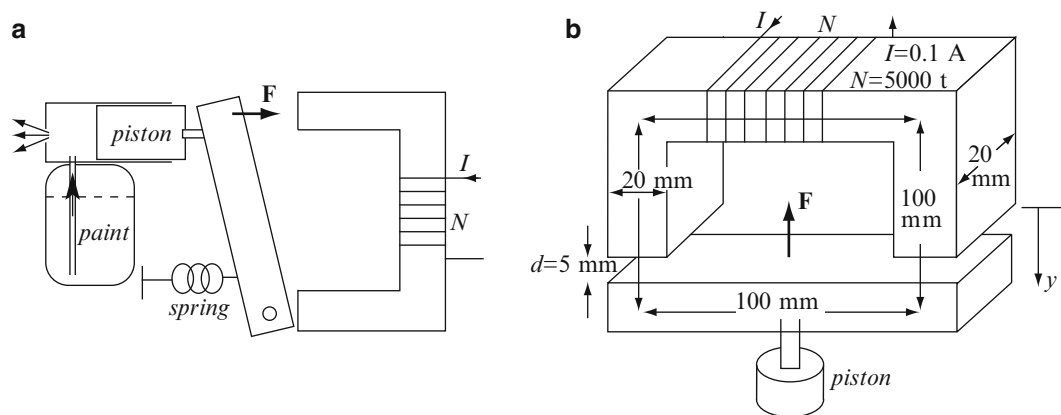 a
F
piston
I
N
paint
spring
b
I
N
I=0.1 A
N=5000 t
20 mm
20
mm
F
100
mm
d=5 mm
y
100 mm
piston